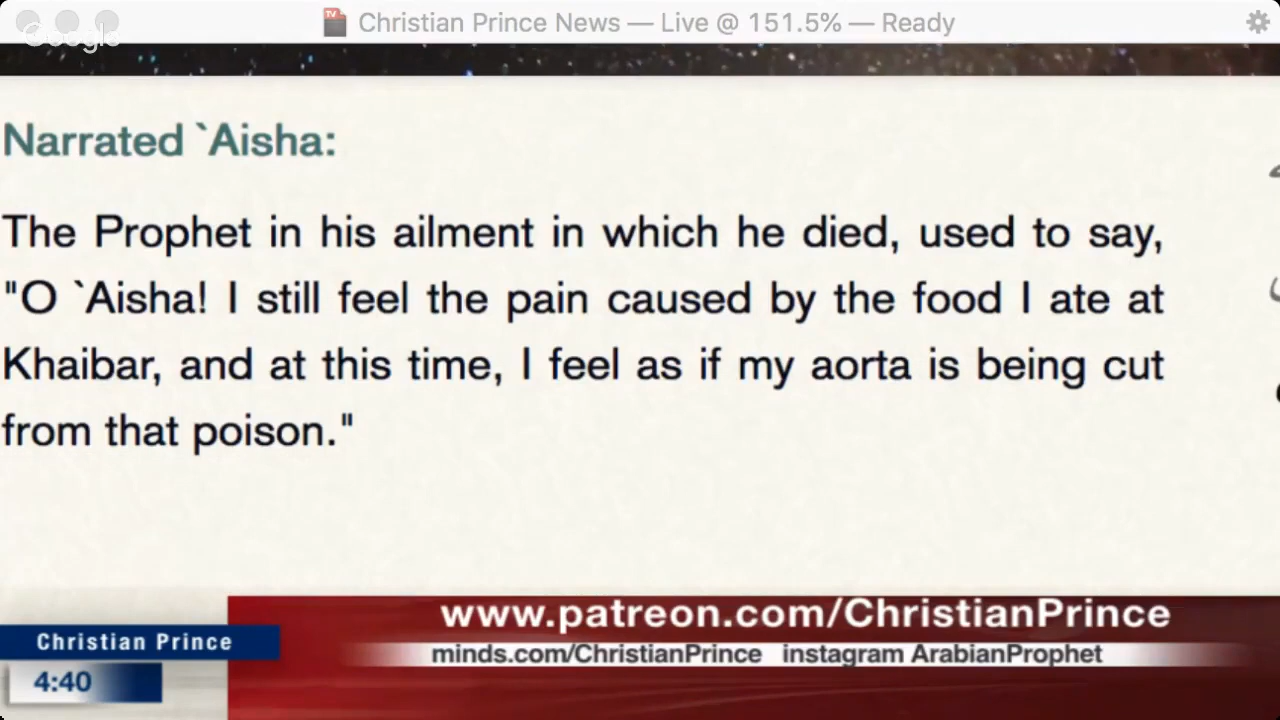 Christian Prince News — Live @ 151.5% — Ready
Google
Narrated `Aisha:
The Prophet in his ailment in which he died, used to say,
"O `Aisha! I still feel the pain caused by the food I ate at
Khaibar, and at this time, I feel as if my aorta is being cut
from that poison."
www.patreon.com/ChristianPrince
Christian Prince
minds.com/ChristianPrince instagram ArabianProphet
4:40